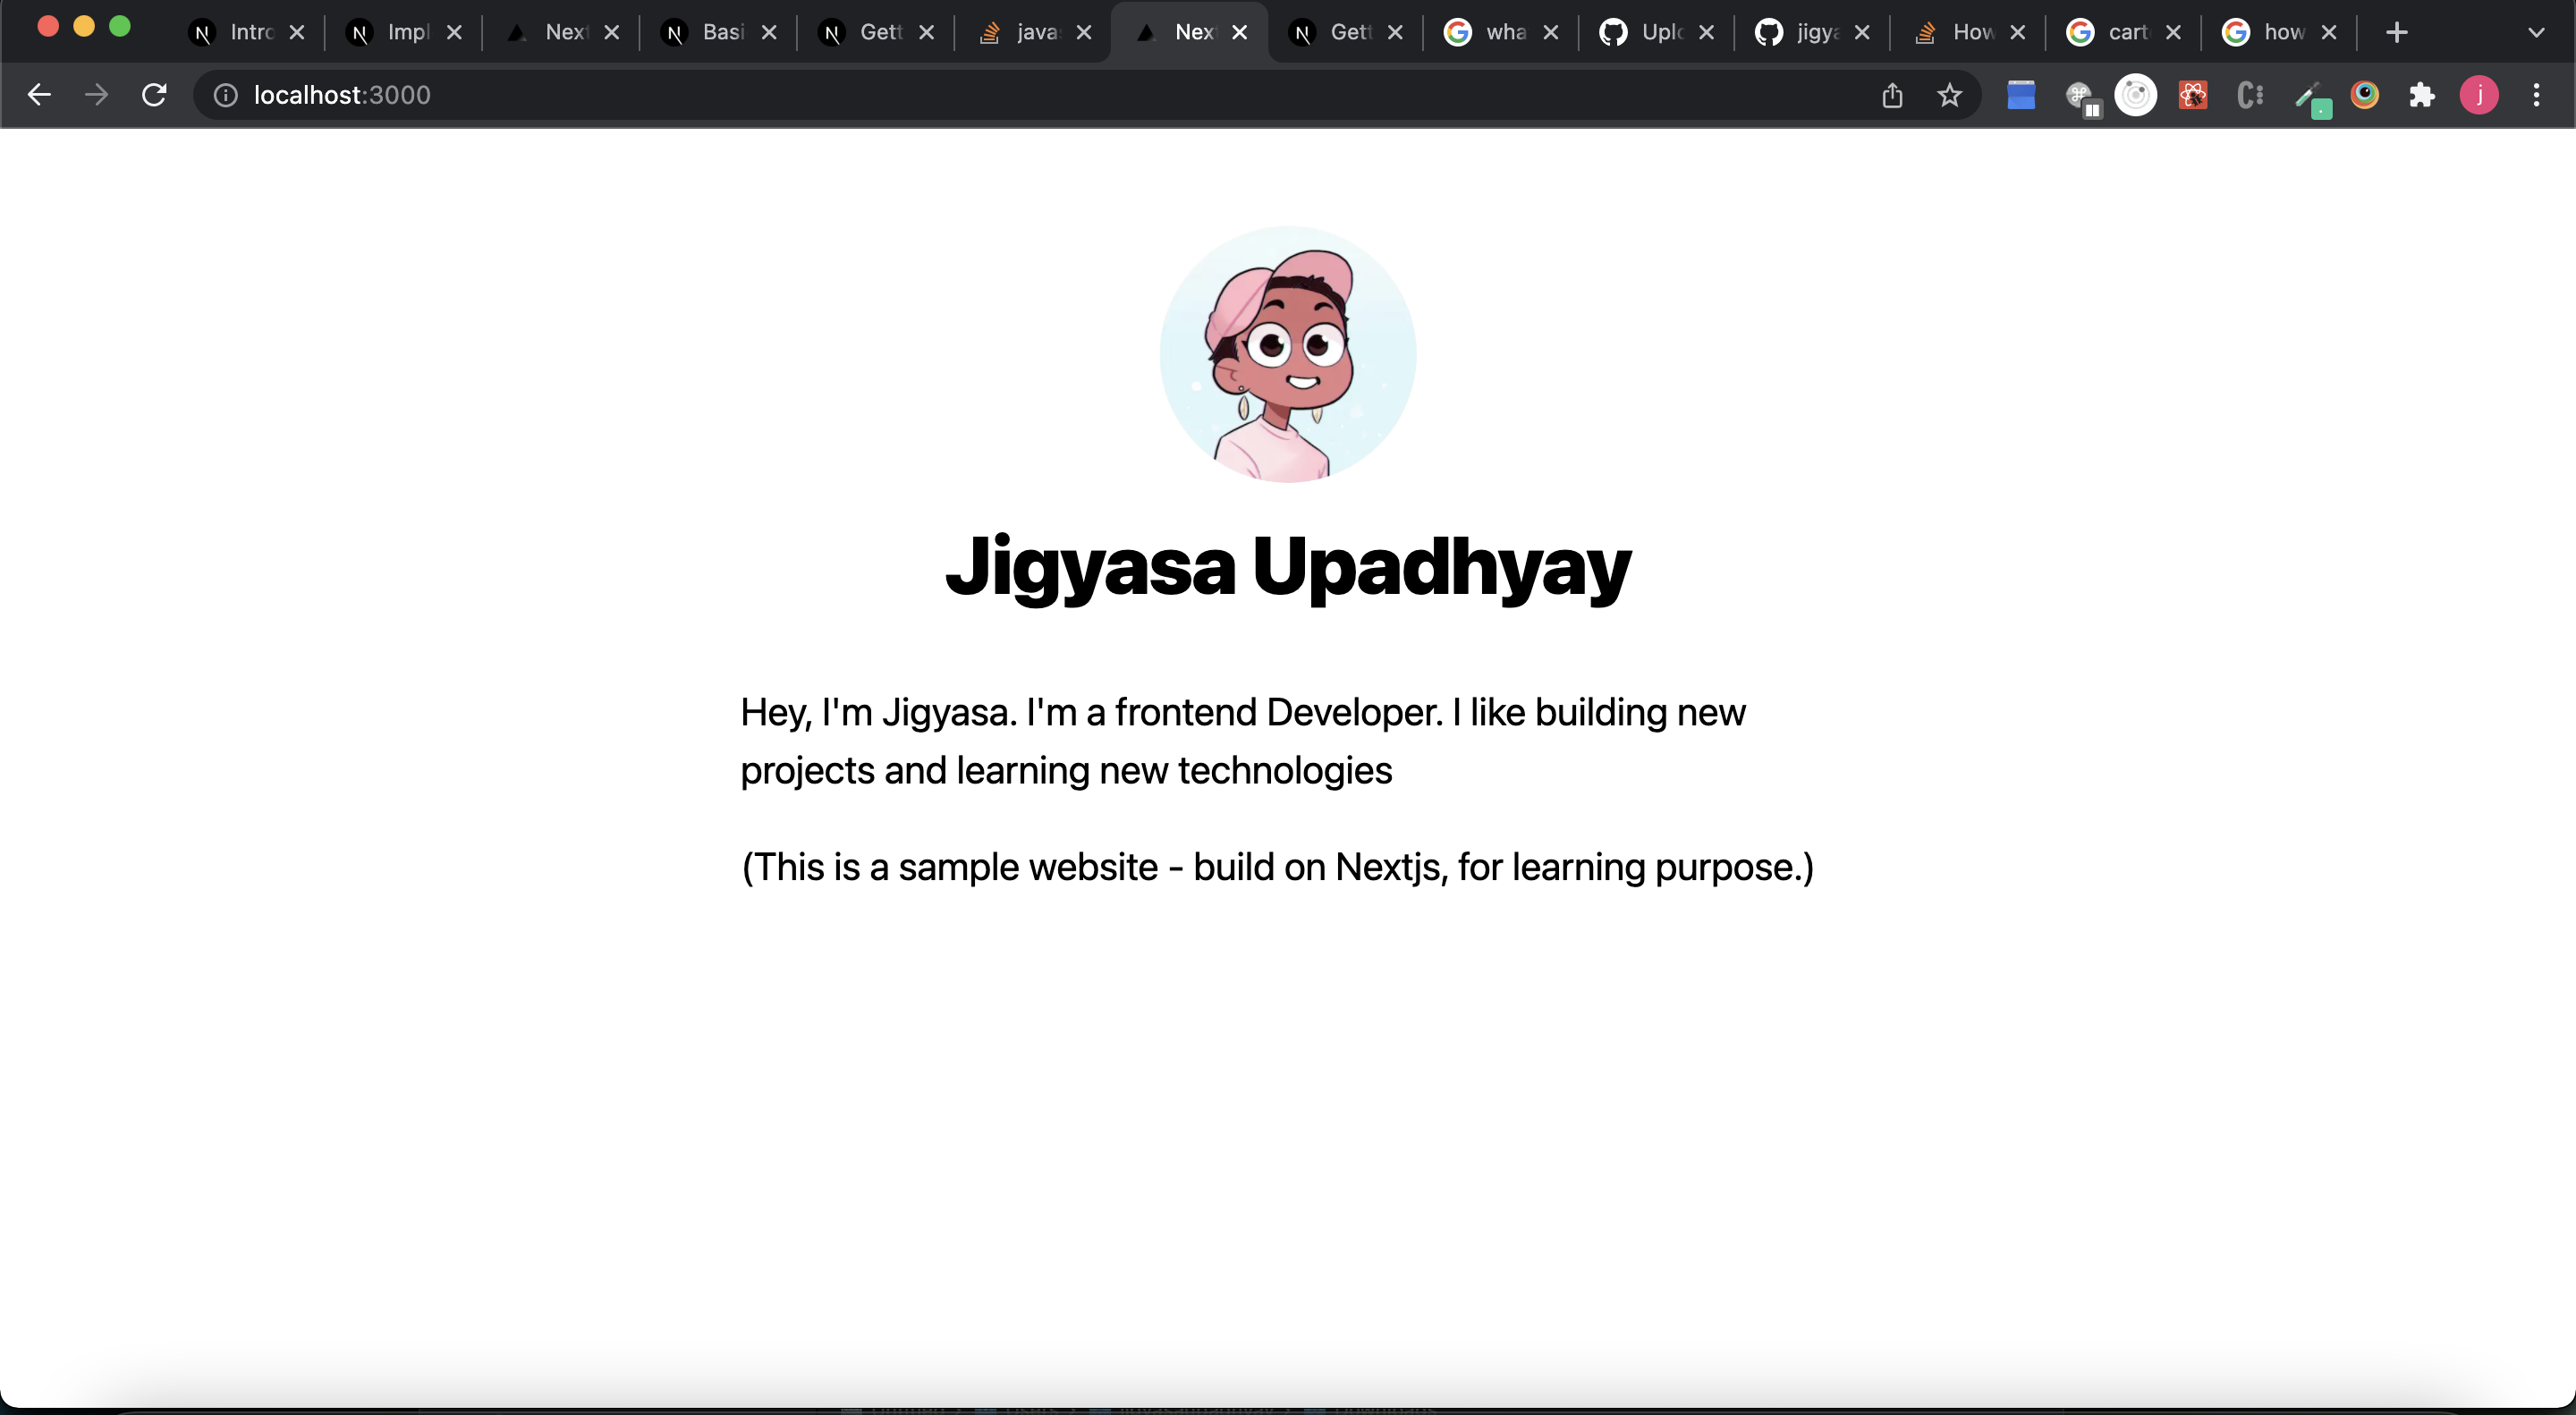 Intro Impl Next Basi Gett java Nex Gett wha Uplo jigya How cart how
localhost:3000
j
Jigyasa Upadhyay
Hey, I'm Jigyasa. I'm a frontend Developer. I like building new
projects and learning new technologies
(This is a sample website - build on Nextjs, for learning purpose.)